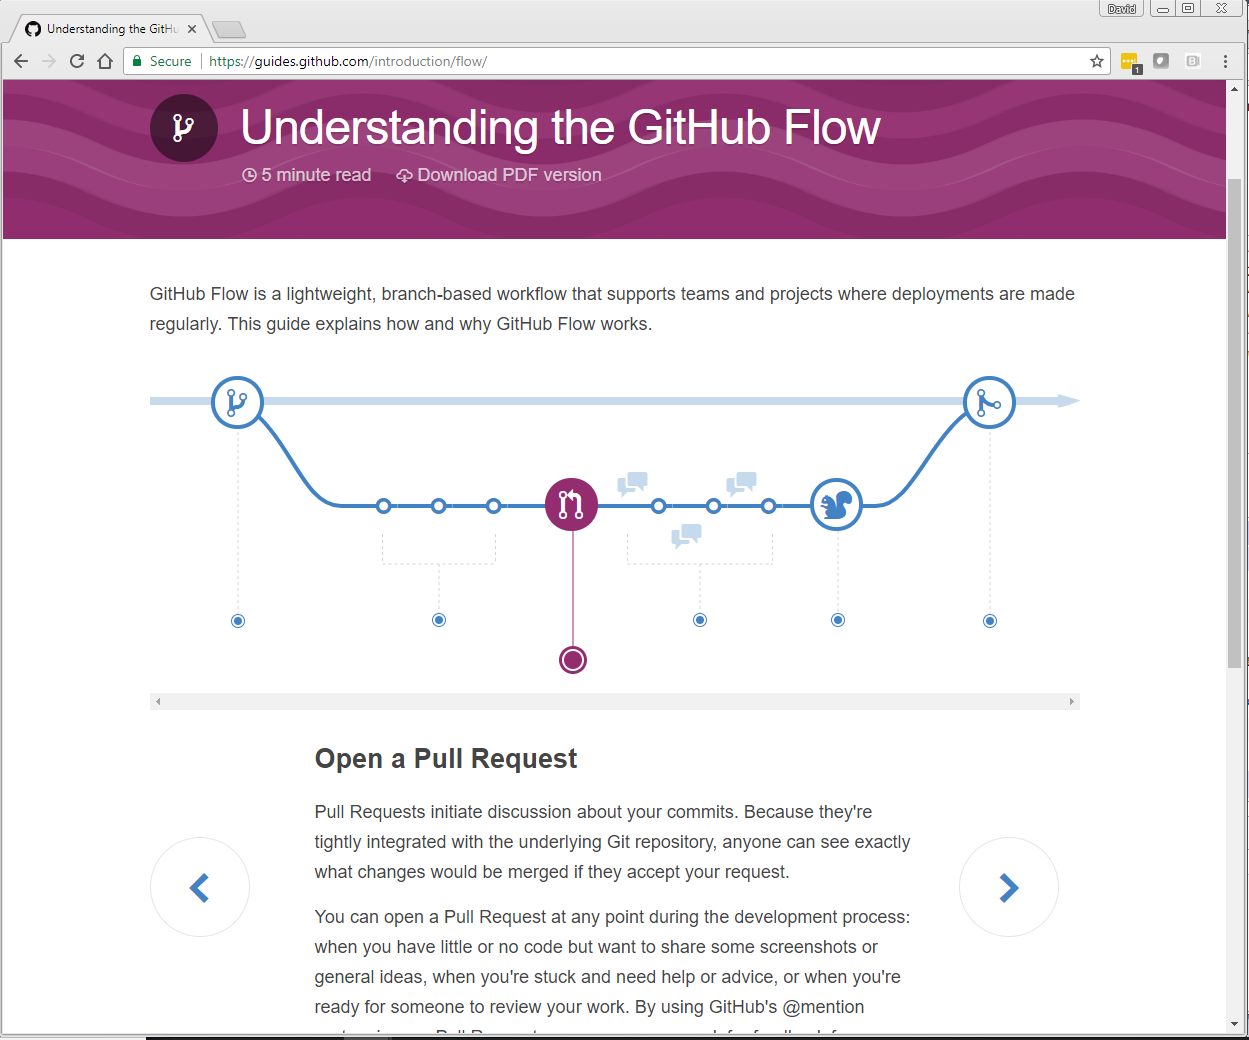 David
Understanding the GitHu
Secure
https://guides.github.com/introduction/flow/
1
Understanding the GitHub Flow
5 minute read
Download PDF version
GitHub Flow is a lightweight, branch-based workflow that supports teams and projects where deployments are made
regularly. This guide explains how and why GitHub Flow works.
Open a Pull Request
Pull Requests initiate discussion about your commits. Because they're
tightly integrated with the underlying Git repository, anyone can see exactly
what changes would be merged if they accept your request.
You can open a Pull Request at any point during the development process:
when you have little or no code but want to share some screenshots or
general ideas, when you're stuck and need help or advice, or when you're
ready for someone to review your work. By using GitHub's @mention